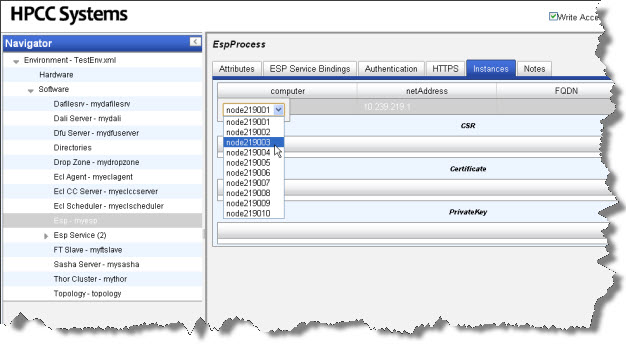 HPCC Systems
Write Acce
Navigator
Environment - TestEnv.xml
Hardware
Software
Dafilesrv - mydafilesrv
Dali Server - mydali
Dfu Server - mydfuserver
Directories
Drop Zone - mydropzone
Ecl Agent - myeclagent
Ecl CC Server - myeclccserver
Ecl Scheduler - myeclscheduler
Esp - myesp
Esp Service (2)
FT Slave - myftslave
Sasha Server - mysasha
Thor Cluster - mythor
Topology - topology
EspProcess
Attributes ESP Service Bindings Authentication HTTPS Instances Notes
computer netAddress FQDN
node219001 10.239.219.1
node219001
node219002
node219003
node219004
node219005
node219006
node219007
node219008
node219009
node219010
CSR
Certificate
PrivateKey